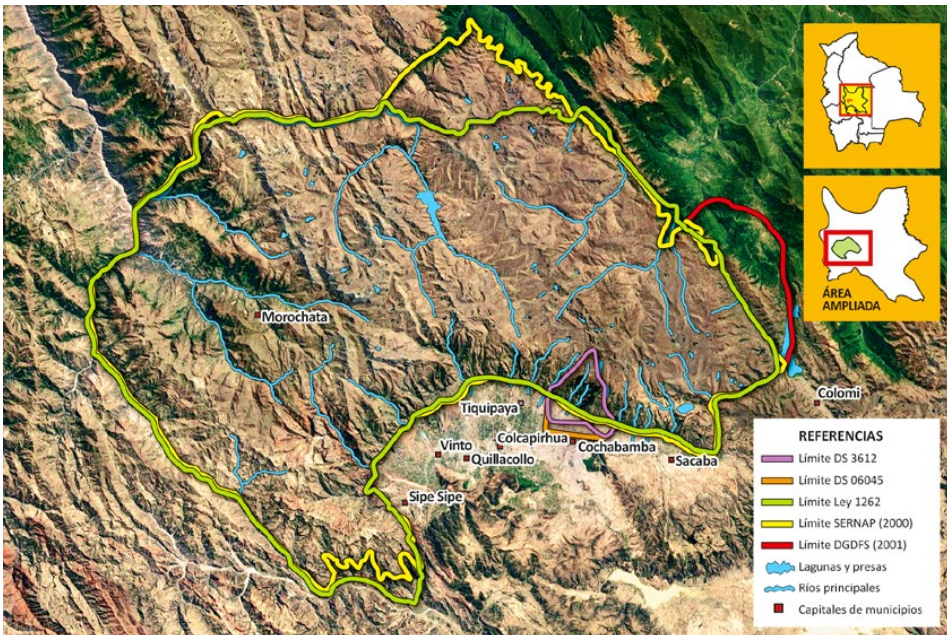 ÁREA
AMPLIADA
Morochata
Colomi
Tiquipaya
Colcapirhua
Cochabamba
Vinto
Quillacollo
Sacaba
Sipe Sipe
REFERENCIAS
Límite DS 3612
Límite DS 06045
Límite Ley 1262
Límite SERNAP (2000)
Límite DGDFS (2001)
Lagunas y presas
Ríos principales
Capitales de municipios